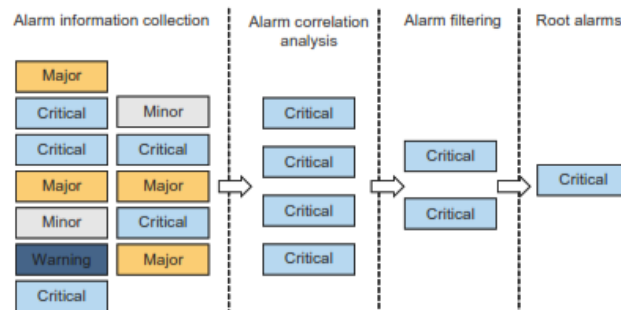 Alarm information collection
Alarm correlation
analysis
Alarm filtering
Root alarms
Major
Critical
Minor
Critical
Critical
Major
Major
Minor
Critical
Warning
Major
Critical
Critical
Critical
Critical
Critical
Critical
Critical
Critical